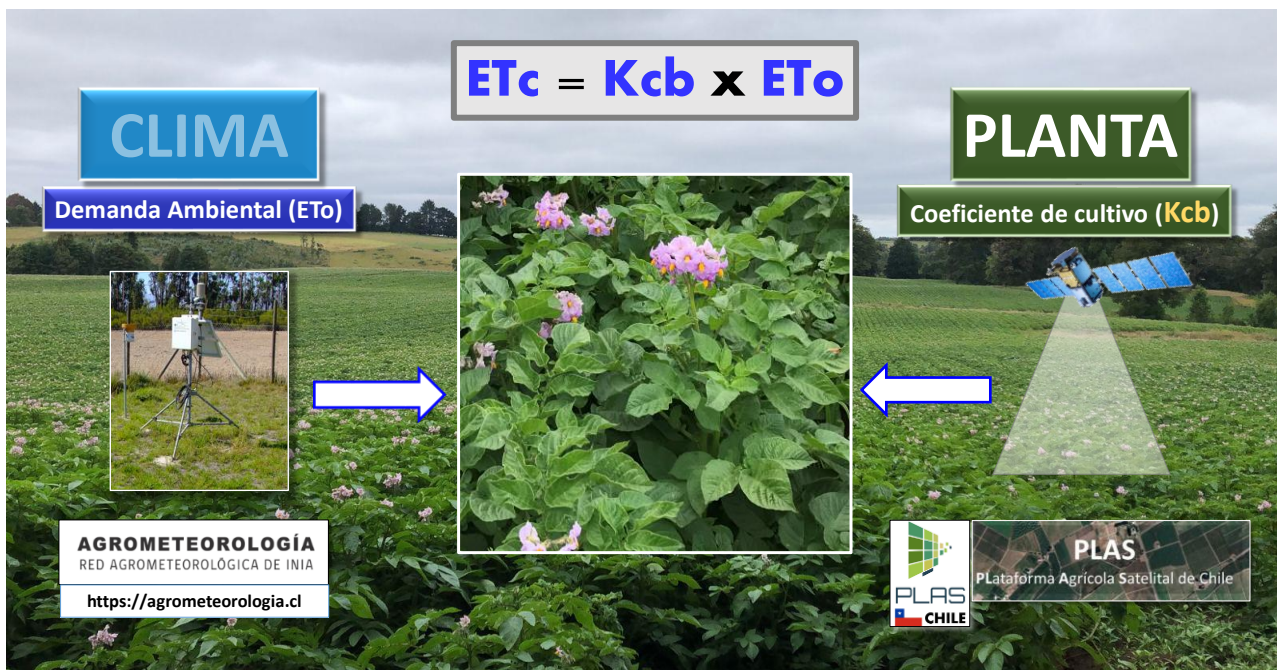 ETc = Kcb x ETo
CLIMA
Demanda Ambiental (ETo)
PLANTA
Coeficiente de cultivo (Kcb)
AGROMETEOROLOGÍA
RED AGROMETEOROLÓGICA DE INIA
https://agrometeorologia.cl
PLAS
CHILE
PLAS
PLataforma Agrícola Satelital de Chile